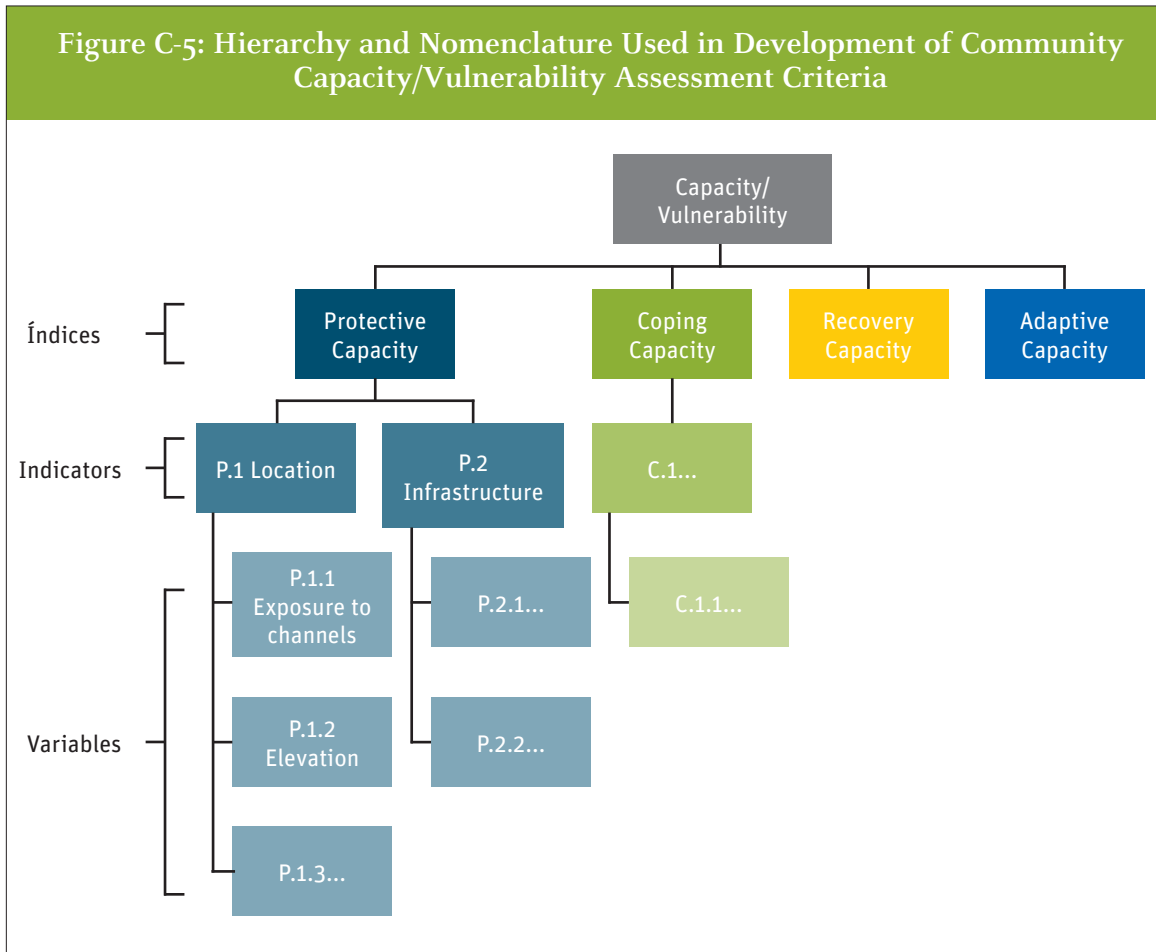 Figure C-5: Hierarchy and Nomenclature Used in Development of Community
Capacity/Vulnerability Assessment Criteria
Capacity/
Vulnerability
Índices
Protective
Capacity
Coping
Capacity
Recovery
Capacity
Adaptive
Capacity
Indicators
P.1 Location
P.2
Infrastructure
C.1...
Variables
P.1.1
Exposure to
channels
P.2.1...
C.1.1...
P.1.2
Elevation
P.2.2...
P.1.3...